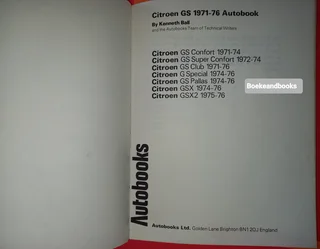 Citroen GS 1971-76 Autobook
By Kenneth Ball
and the Autobooks Team of Technical Writers
Citroen GS Confort 1971-74
Citroen GS Super Confort 1972-74
Citroen GS Club 1971-76
Citroen G Special 1974-76
Citroen GS Pallas 1974-76
Citroen GSX 1974-76
Citroen GSX2 1975-76
Boekeandbooks
Autobooks
Autobooks Ltd. Golden Lane Brighton BN1 2QJ England